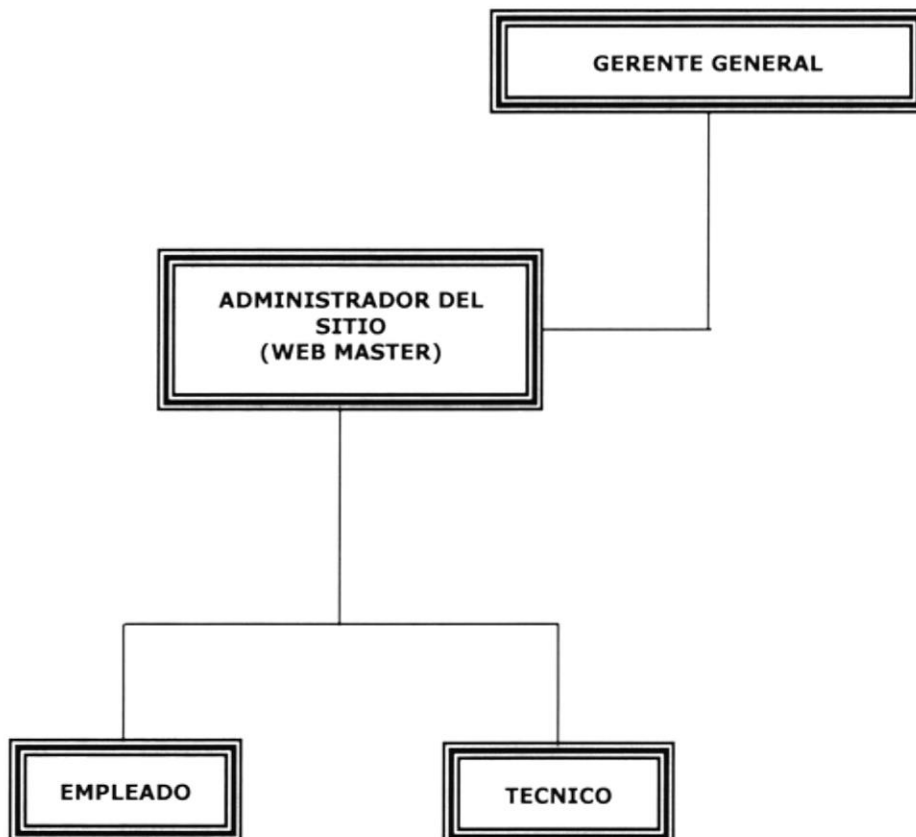 GERENTE GENERAL
ADMINISTRADOR DEL
SITIO
(WEB MASTER)
EMPLEADO
TECNICO